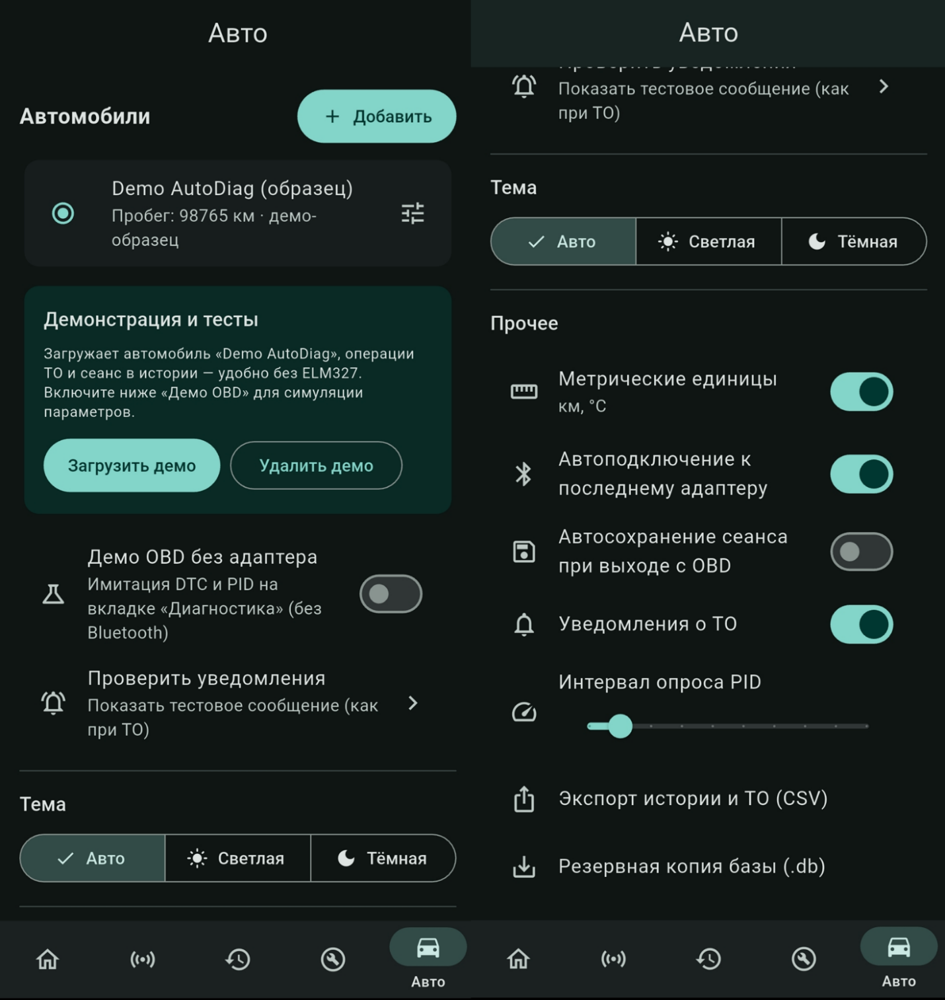 Авто
Автомобили
+ Добавить
Demo AutoDiag (образец)
Пробег: 98765 км · демо-
образец
Демонстрация и тесты
Загружает автомобиль «Demo AutoDiag», операции
ТО и сеанс в истории — удобно без ELM327.
Включите ниже «Демо OBD» для симуляции
параметров.
Загрузить демо
Удалить демо
Демо OBD без адаптера
Имитация DTC и PID на
вкладке «Диагностика» (без
Bluetooth)
Проверить уведомления
Показать тестовое сообщение (как
при ТО)
Тема
Авто
Светлая
Тёмная
Авто
Авто
Проверить уведомления
Показать тестовое сообщение (как
при ТО)
Тема
Авто
Светлая
Тёмная
Прочее
Метрические единицы
км, °C
Автоподключение к
последнему адаптеру
Автосохранение сеанса
при выходе с OBD
Уведомления о ТО
Интервал опроса PID
Экспорт истории и ТО (CSV)
Резервная копия базы (.db)
Авто